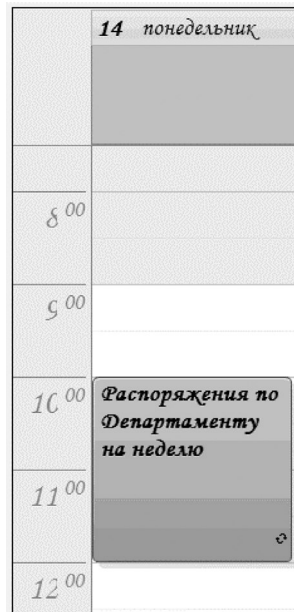 14 понедельник
8 00
9 00
10 00
Распоряжения по
Департаменту
на неделю
11 00
12 00